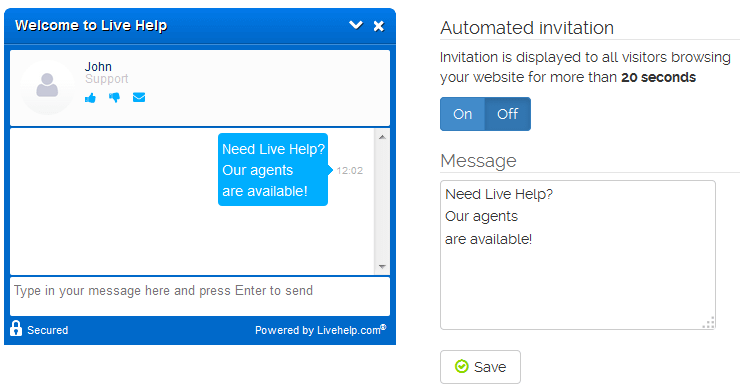 Welcome to Live Help
John
Support
Need Live Help?
Our agents
are available!
12:02
Type in your message here and press Enter to send
Secured
Powered by Livehelp.com®
Automated invitation
Invitation is displayed to all visitors browsing
your website for more than 20 seconds
On Off
Message
Need Live Help?
Our agents
are available!
Save